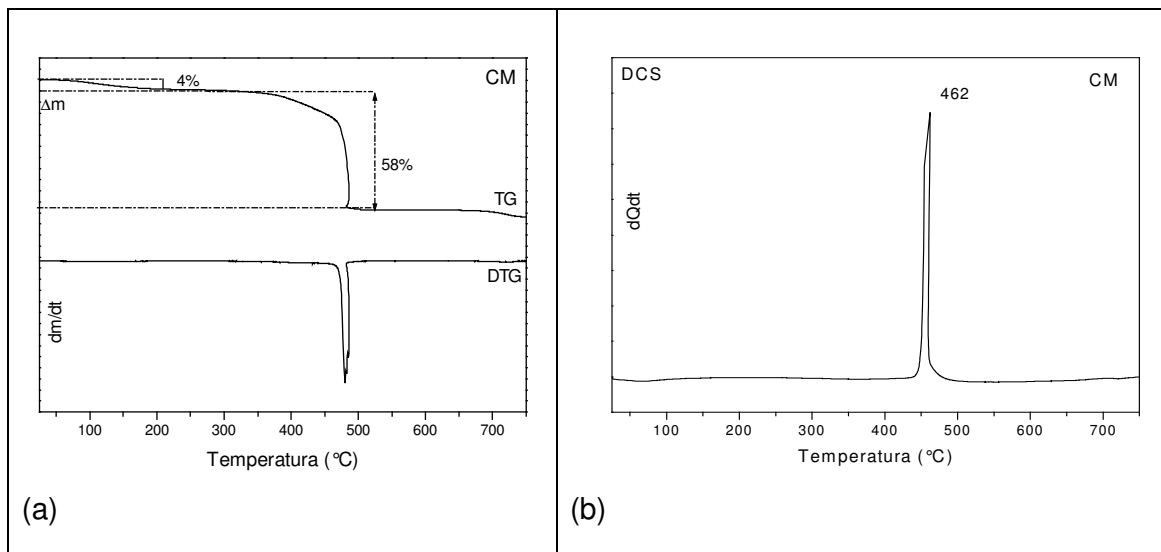 CM
4%
Δm
58%
TG
DTG
dm/dt
100 200 300 400 500 600 700
Temperatura (°C)
(a)
DCS
CM
462
dQdt
100 200 300 400 500 600 700
Temperatura (°C)
(b)